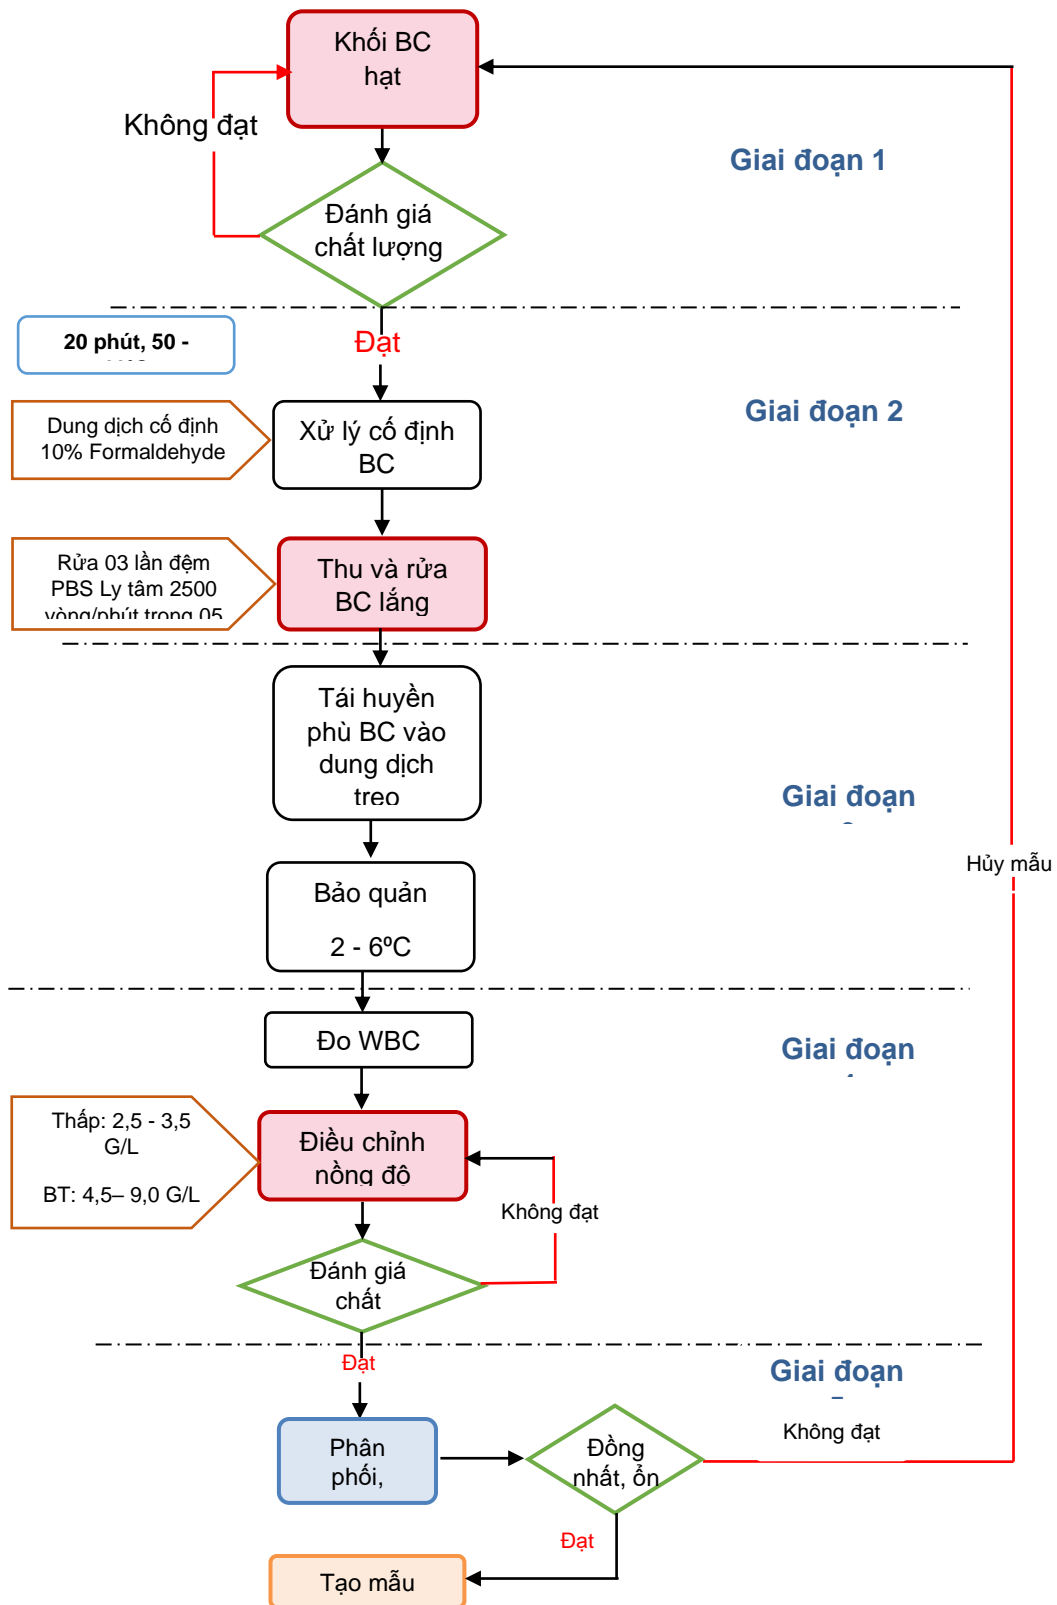 Khối BC
hạt
Không đạt
Giai đoạn 1
Đánh giá
chất lượng
20 phút, 50 -
Đạt
Giai đoạn 2
Dung dịch cố định
10% Formaldehyde
Xử lý cố định
BC
Rửa 03 lần đệm
PBS Ly tâm 2500
vòng/phút trong 05
Thu và rửa
BC lắng
Tái huyền
phù BC vào
dung dịch
treo
Giai đoạn
Hủy mẫu
Bảo quản
2 - 6ºC
Đo WBC
Giai đoạn
Thấp: 2,5 - 3,5
G/L
BT: 4,5– 9,0 G/L
Điều chỉnh
nồng độ
Không đạt
Đánh giá
chất
Đạt
Giai đoạn
Không đạt
Phân
phối,
Đồng
nhất, ổn
Đạt
Tạo mẫu